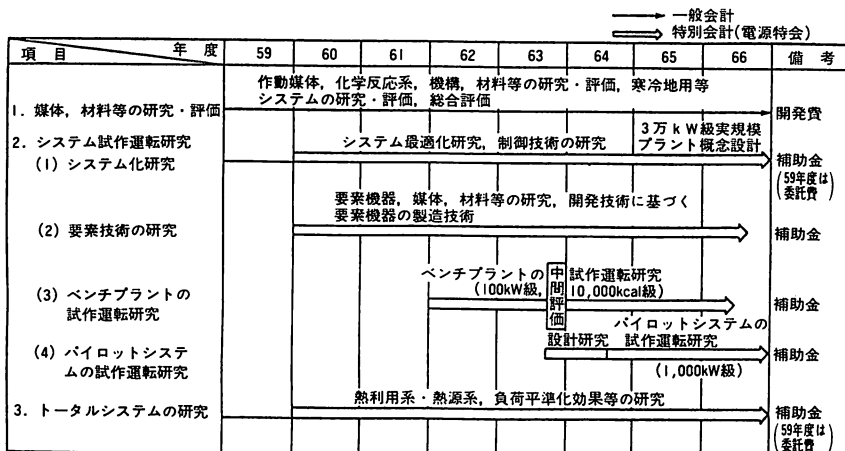 一般会計
特別会計(電源特会)
項目 年度 59 60 61 62 63 64 65 66 備考
作動媒体,化学反応系,機構,材料等の研究・評価,寒冷地用等
システムの研究・評価,総合評価
1.媒体,材料等の研究・評価 開発費
2.システム試作運転研究
(1)システム化研究
システム最適化研究,制御技術の研究
3万kW級実規模
プラント概念設計
補助金
(59年度は
委託費)
要素機器,媒体,材料等の研究,開発技術に基づく
要素機器の製造技術
(2)要素技術の研究 補助金
ベンチプラントの 試作運転研究
(100kW級, 10,000kcal級)
中間評価
(3)ベンチプラントの
試作運転研究
補助金
設計研究
パイロットシステムの
試作運転研究
(1,000kW級)
(4)パイロットシステ
ムの試作運転研究
補助金
熱利用系・熱源系,負荷平準化効果等の研究
3.トータルシステムの研究 補助金
(59年度は
委託費)